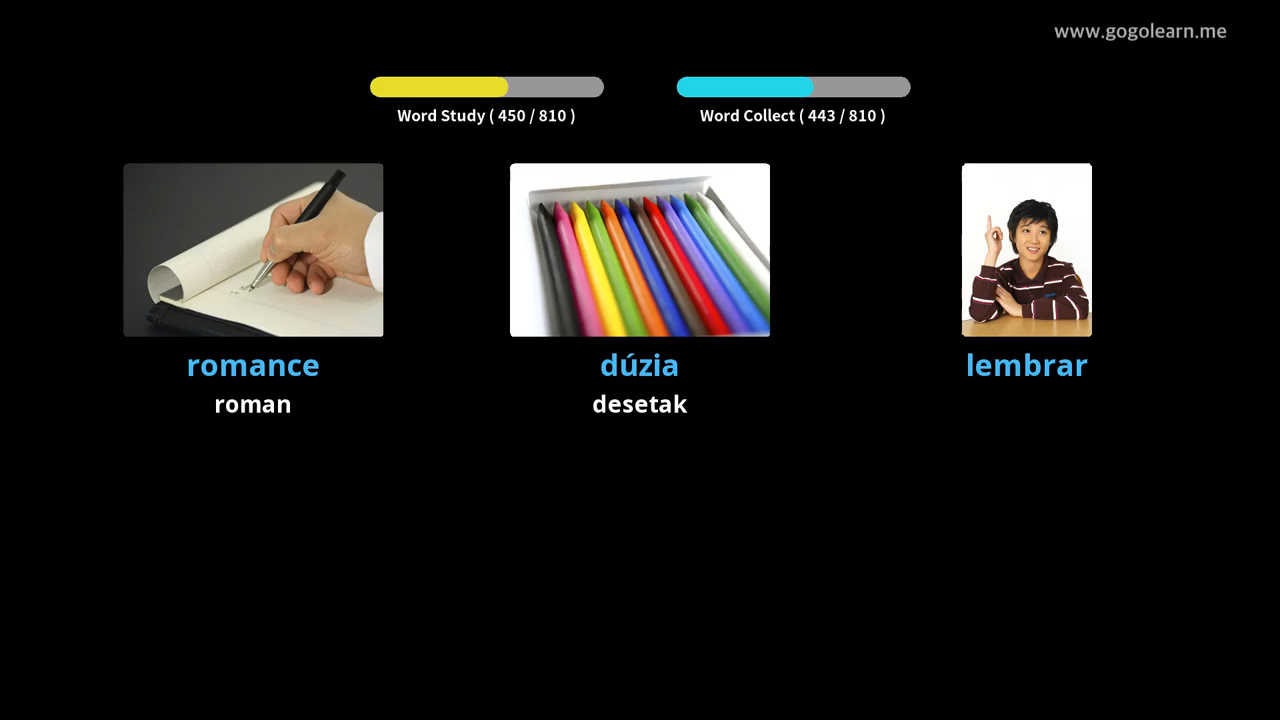 www.gogolearn.me
Word Study ( 450 / 810 )
Word Collect ( 443 / 810 )
romance
roman
dúzia
desetak
lembrar